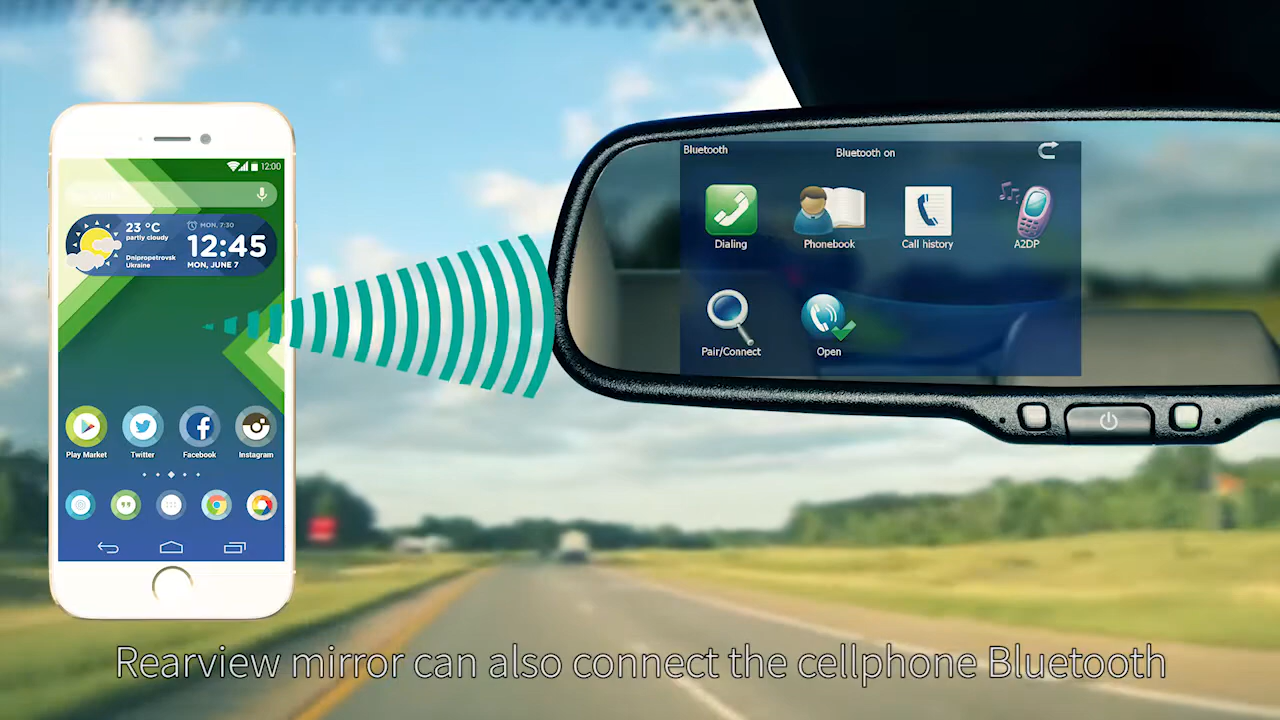 12:00
23 °C
partly cloudy
Dnipropetrovsk
Ukraine
MON, 7:30
12:45
MON, JUNE 7
Play Market
Twitter
Facebook
Instagram
Bluetooth
Bluetooth on
Dialing
Phonebook
Call history
A2DP
Pair/Connect
Open
Rearview mirror can also connect the cellphone Bluetooth